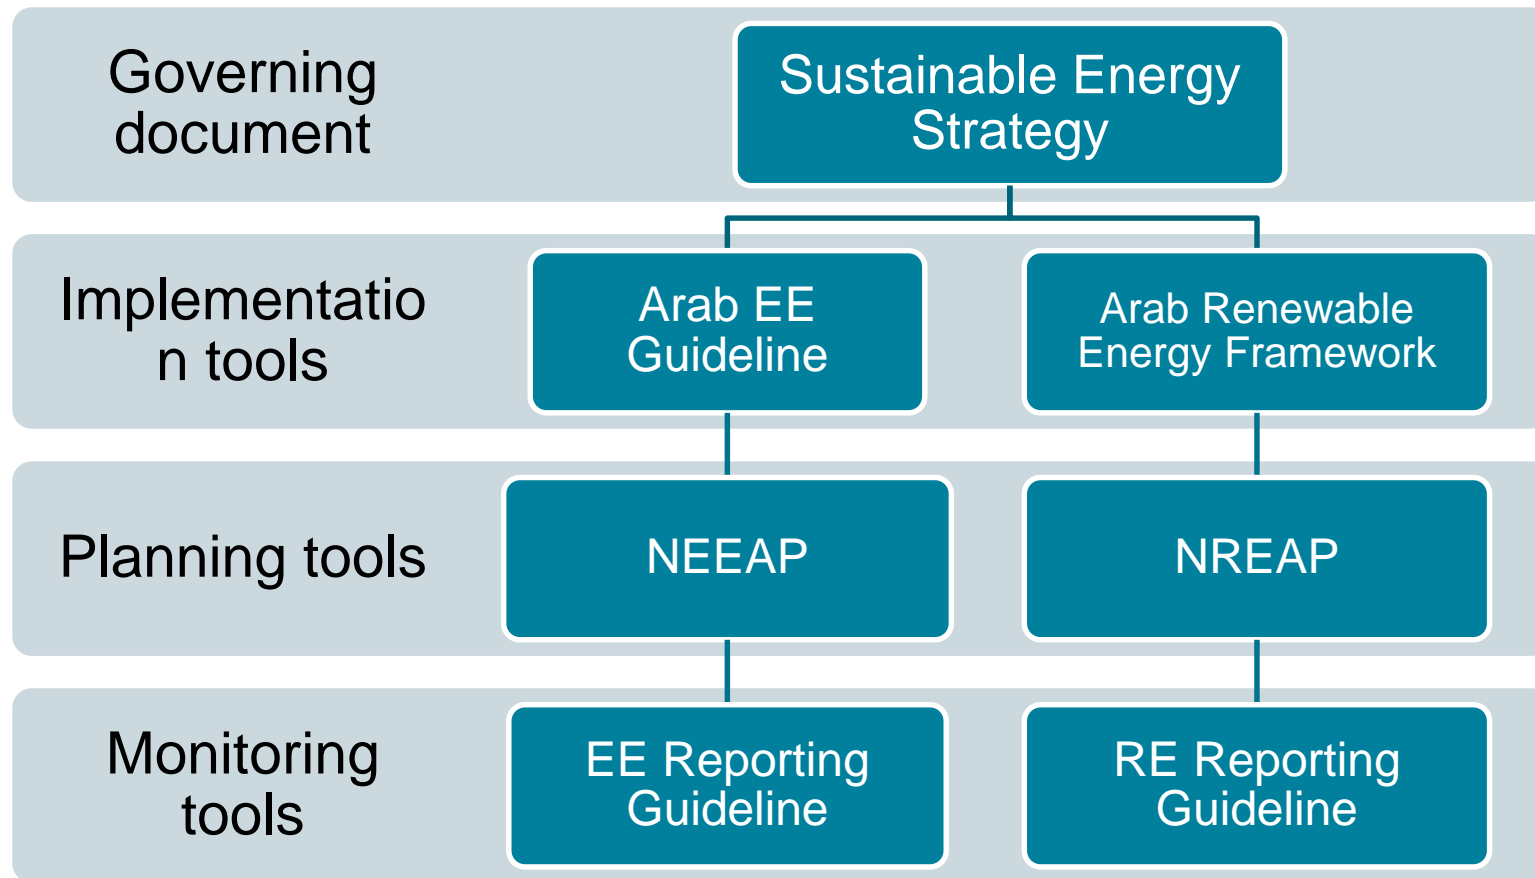 Governing
document
Sustainable Energy
Strategy
Implementatio
n tools
Arab EE
Guideline
Arab Renewable
Energy Framework
Planning tools
NEEAP
NREAP
Monitoring
tools
EE Reporting
Guideline
RE Reporting
Guideline